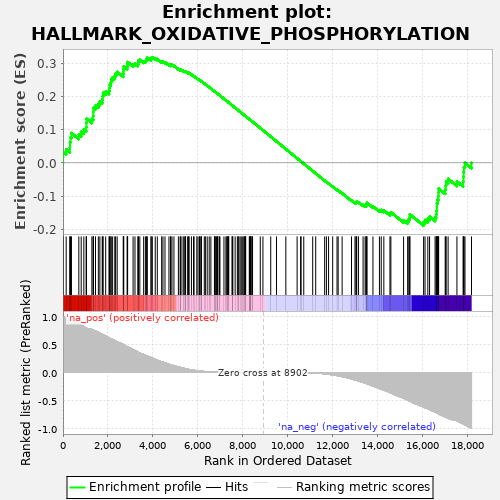 Enrichment plot:
HALLMARK_OXIDATIVE_PHOSPHORYLATION
Enrichment score (ES)
0.3
0.2
0.1
0.0
-0.1
-0.2
Ranked list metric (PreRanked)
1.0
0.5
0.0
-0.5
-1.0
'na_pos' (positively correlated)
Zero cross at 8902
'na_neg' (negatively correlated)
0 2,000 4,000 6,000 8,000 10,000 12,000 14,000 16,000 18,000
Rank in Ordered Dataset
Enrichment profile Hits Ranking metric scores